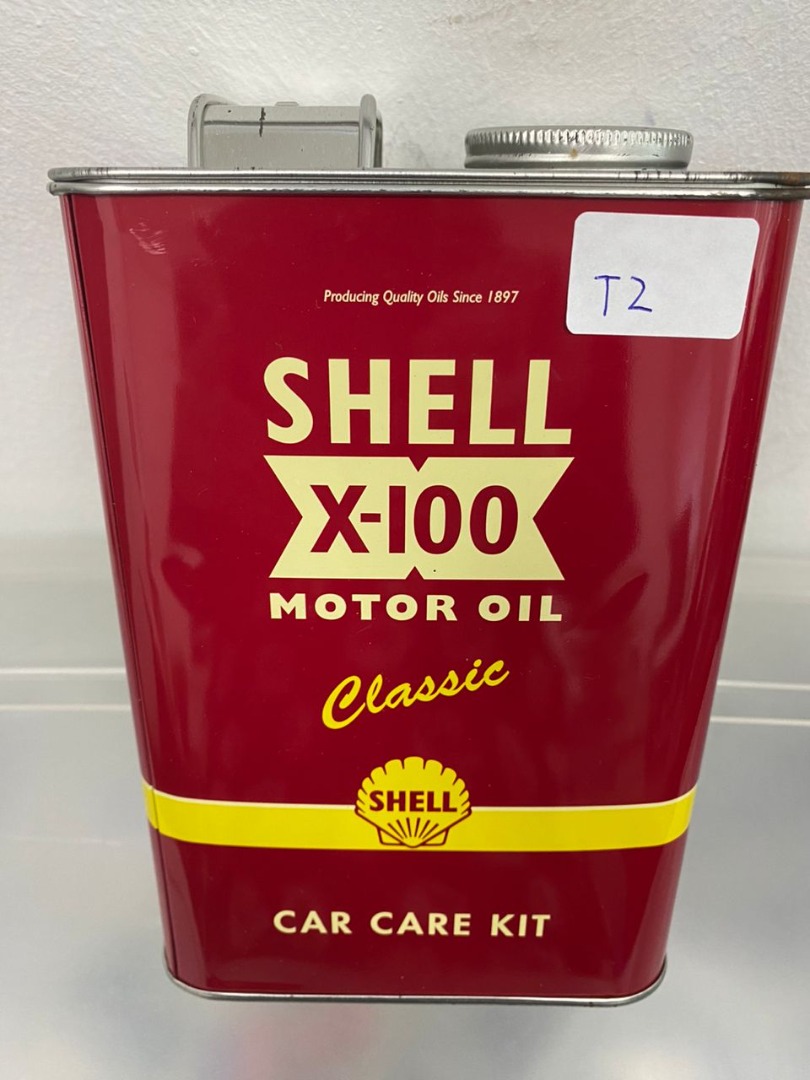 T2
Producing Quality Oils Since 1897
SHELL
X-100
MOTOR OIL
Classic
SHELL
CAR CARE KIT